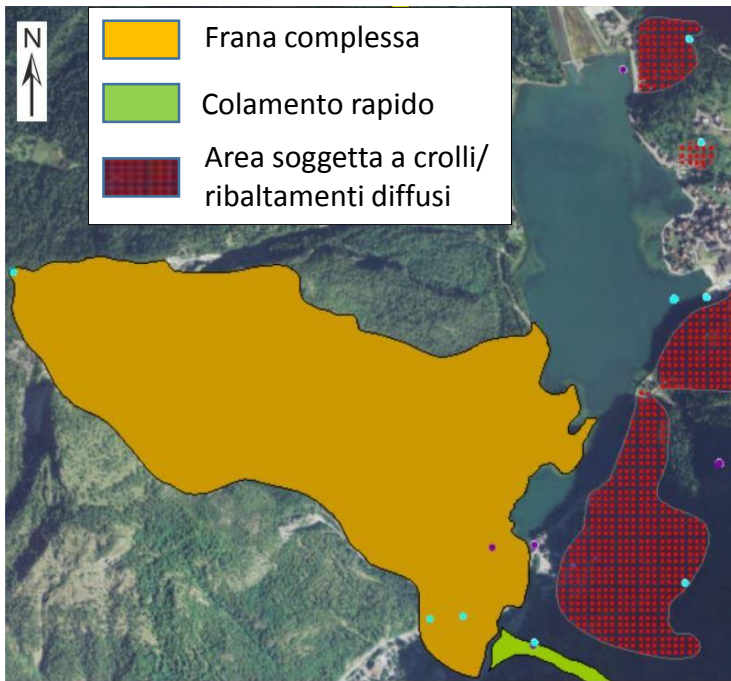 N
Frana complessa
Colamento rapido
Area soggetta a crolli/
ribaltamenti diffusi